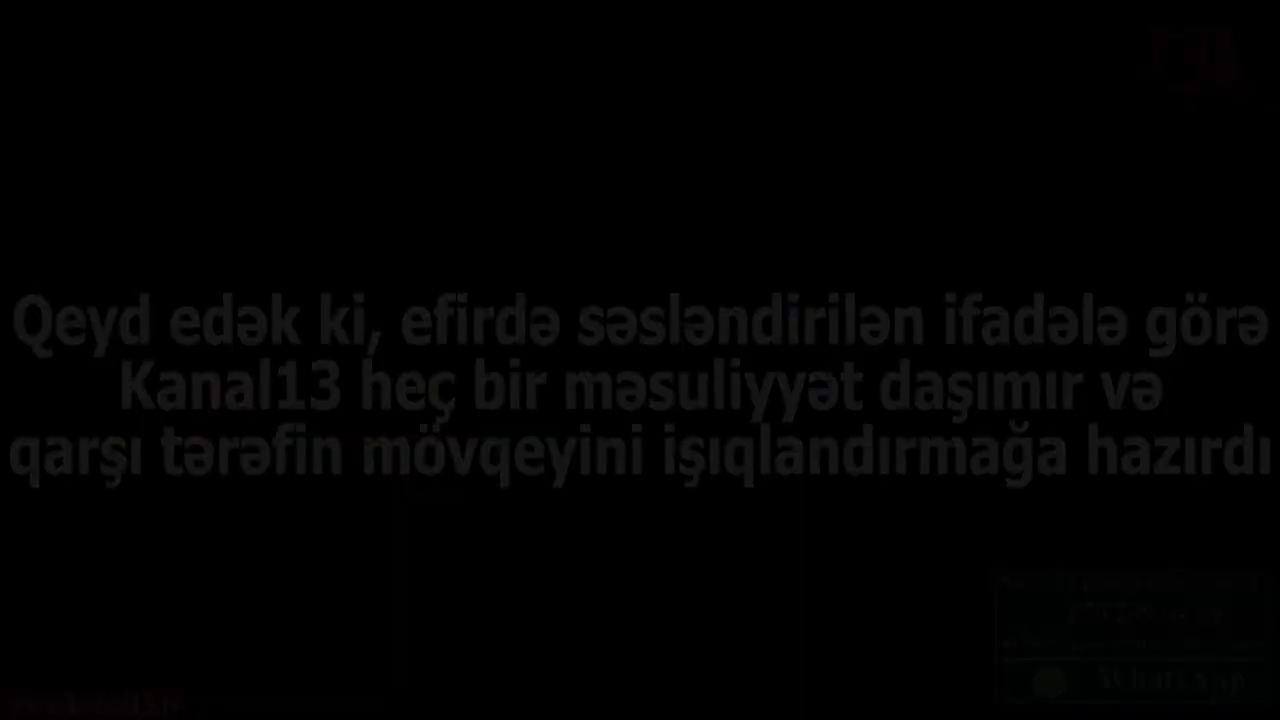 Qeyd edək ki, efirdə səsləndirilən ifadələ görə
Kanal13 heç bir məsuliyyət daşımır və
qarşı tərəfin mövqeyini işıqlandırmağa hazırdı